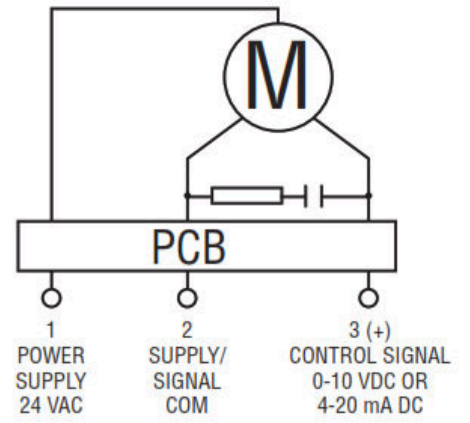 M
PCB
1
POWER
SUPPLY
24 VAC
2
SUPPLY/
SIGNAL
COM
3 (+)
CONTROL SIGNAL
0-10 VDC OR
4-20 mA DC